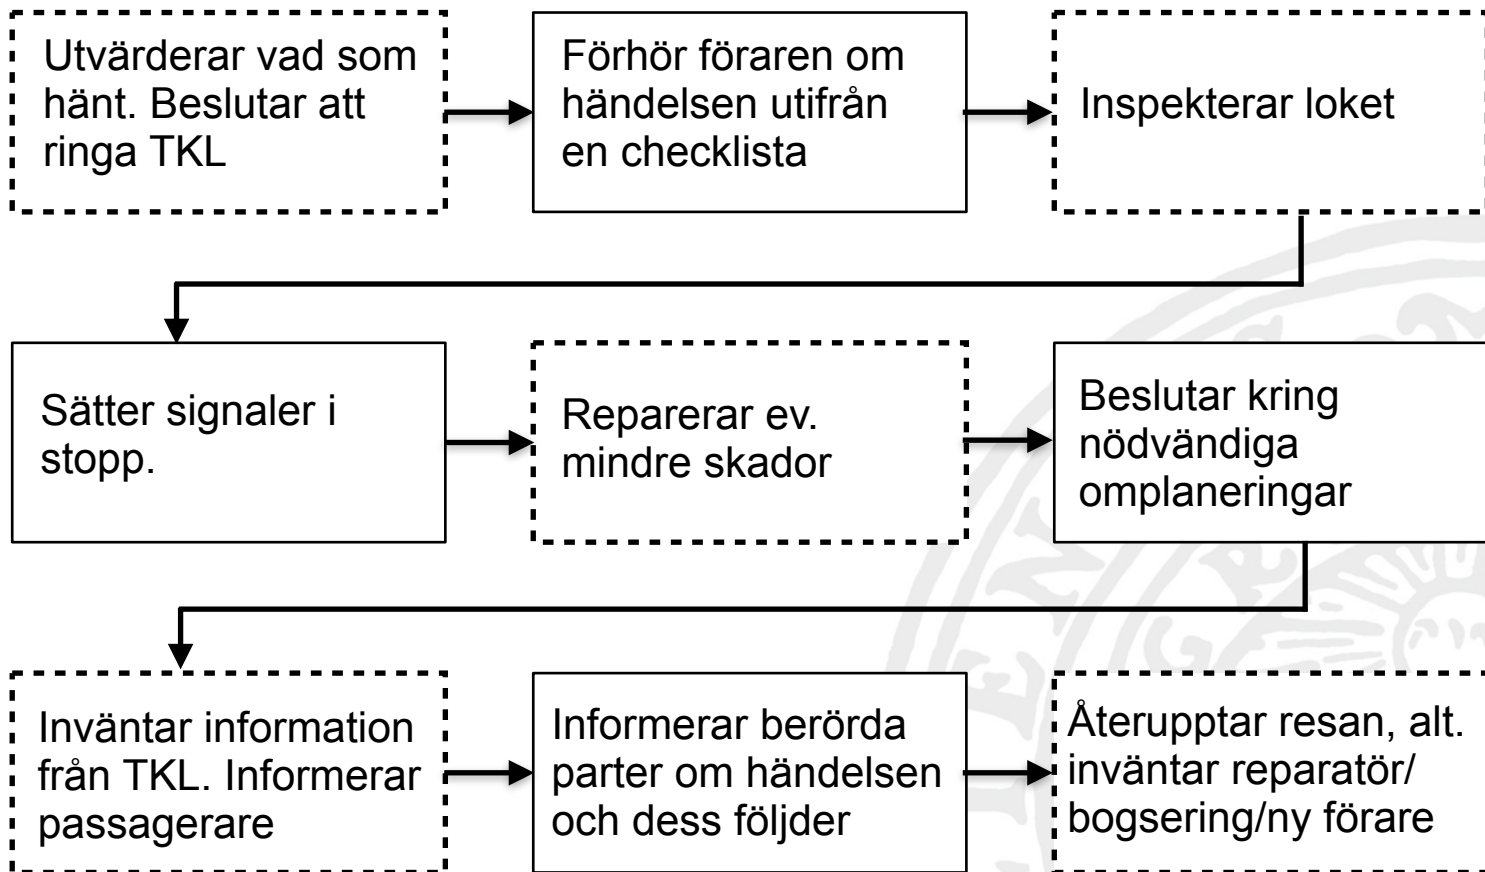 Utvärderar vad som
hänt. Beslutar att
ringa TKL
Förhör föraren om
händelsen utifrån
en checklista
Inspekterar loket
Sätter signaler i
stopp.
Reparerar ev.
mindre skador
Beslutar kring
nödvändiga
omplaneringar
Inväntar information
från TKL. Informerar
passagerare
Informerar berörda
parter om händelsen
och dess följder
Återupptar resan, alt.
inväntar reparatör/
bogsering/ny förare